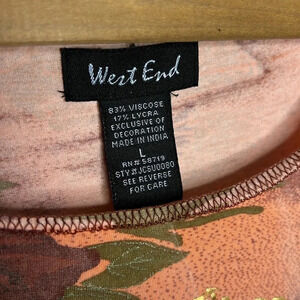 West End
83% VISCOSE
17% LYCRA
EXCLUSIVE OF
DECORATION
MADE IN INDIA
L
RN# 58719
STY# JCSU0080
SEE REVERSE
FOR CARE